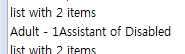 list with 2 items
Adult - 1Assistant of Disabled
list with 2 items